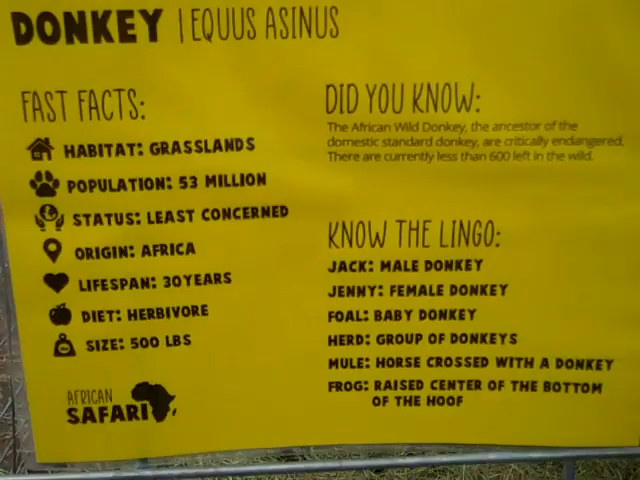 DONKEY | EQUUS ASINUS
FAST FACTS:
HABITAT: GRASSLANDS
POPULATION: 53 MILLION
STATUS: LEAST CONCERNED
ORIGIN: AFRICA
LIFESPAN: 30YEARS
DIET: HERBIVORE
SIZE: 500 LBS
AFRICAN
SAFARI
DID YOU KNOW:
The African Wild Donkey, the ancestor of the
domestic standard donkey, are critically endangered.
There are currently less than 600 left in the wild.
KNOW THE LINGO:
JACK: MALE DONKEY
JENNY: FEMALE DONKEY
FOAL: BABY DONKEY
HERD: GROUP OF DONKEYS
MULE: HORSE CROSSED WITH A DONKEY
FROG: RAISED CENTER OF THE BOTTOM
OF THE HOOF